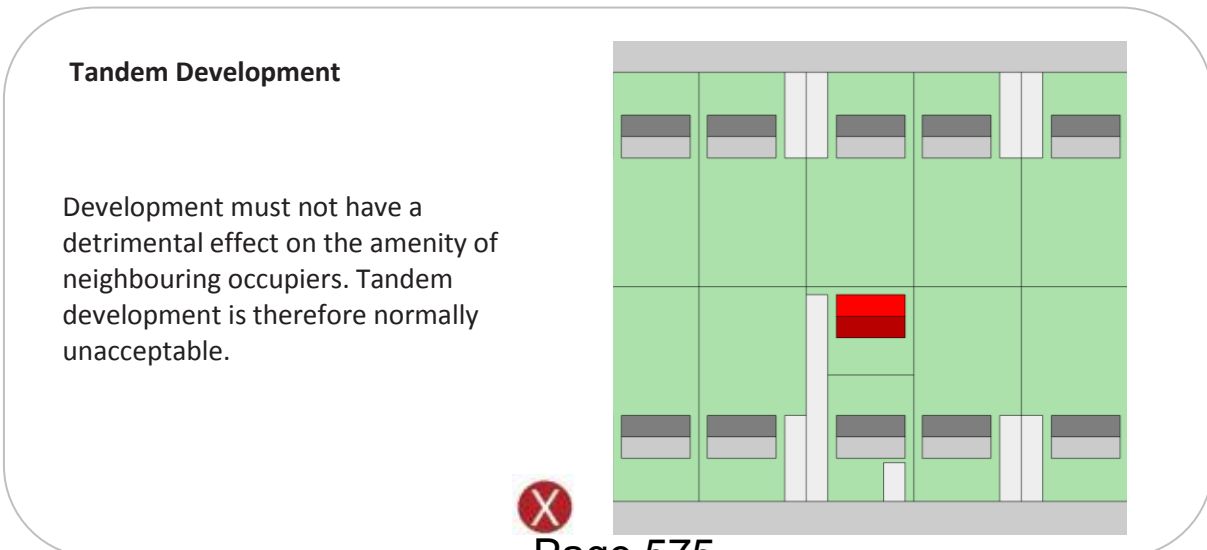 Tandem Development
Development must not have a
detrimental effect on the amenity of
neighbouring occupiers. Tandem
development is therefore normally
unacceptable.
X
Page 575